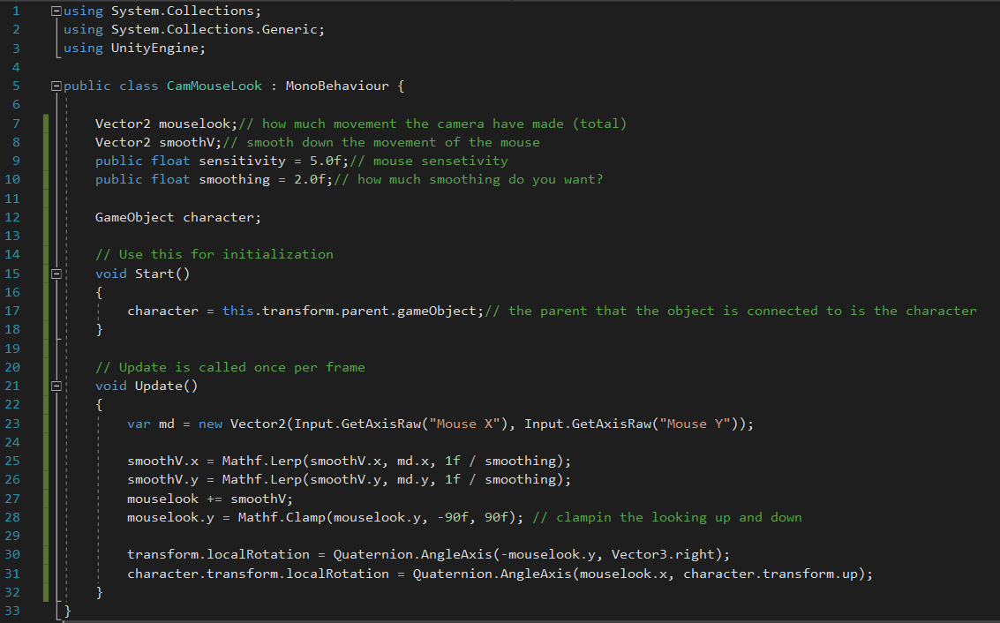 1 using System.Collections;
2 using System.Collections.Generic;
3 using UnityEngine;
4
5 public class CamMouseLook : MonoBehaviour {
6
7 Vector2 mouselook;// how much movement the camera have made (total)
8 Vector2 smoothV;// smooth down the movement of the mouse
9 public float sensitivity = 5.0f;// mouse sensetivity
10 public float smoothing = 2.0f;// how much smoothing do you want?
11
12 GameObject character;
13
14 // Use this for initialization
15 void Start()
16 {
17 character = this.transform.parent.gameObject;// the parent that the object is connected to is the character
18 }
19
20 // Update is called once per frame
21 void Update()
22 {
23 var md = new Vector2(Input.GetAxisRaw("Mouse X"), Input.GetAxisRaw("Mouse Y"));
24
25 smoothV.x = Mathf.Lerp(smoothV.x, md.x, 1f / smoothing);
26 smoothV.y = Mathf.Lerp(smoothV.y, md.y, 1f / smoothing);
27 mouselook += smoothV;
28 mouselook.y = Mathf.Clamp(mouselook.y, -90f, 90f); // clampin the looking up and down
29
30 transform.localRotation = Quaternion.AngleAxis(-mouselook.y, Vector3.right);
31 character.transform.localRotation = Quaternion.AngleAxis(mouselook.x, character.transform.up);
32 }
33 }